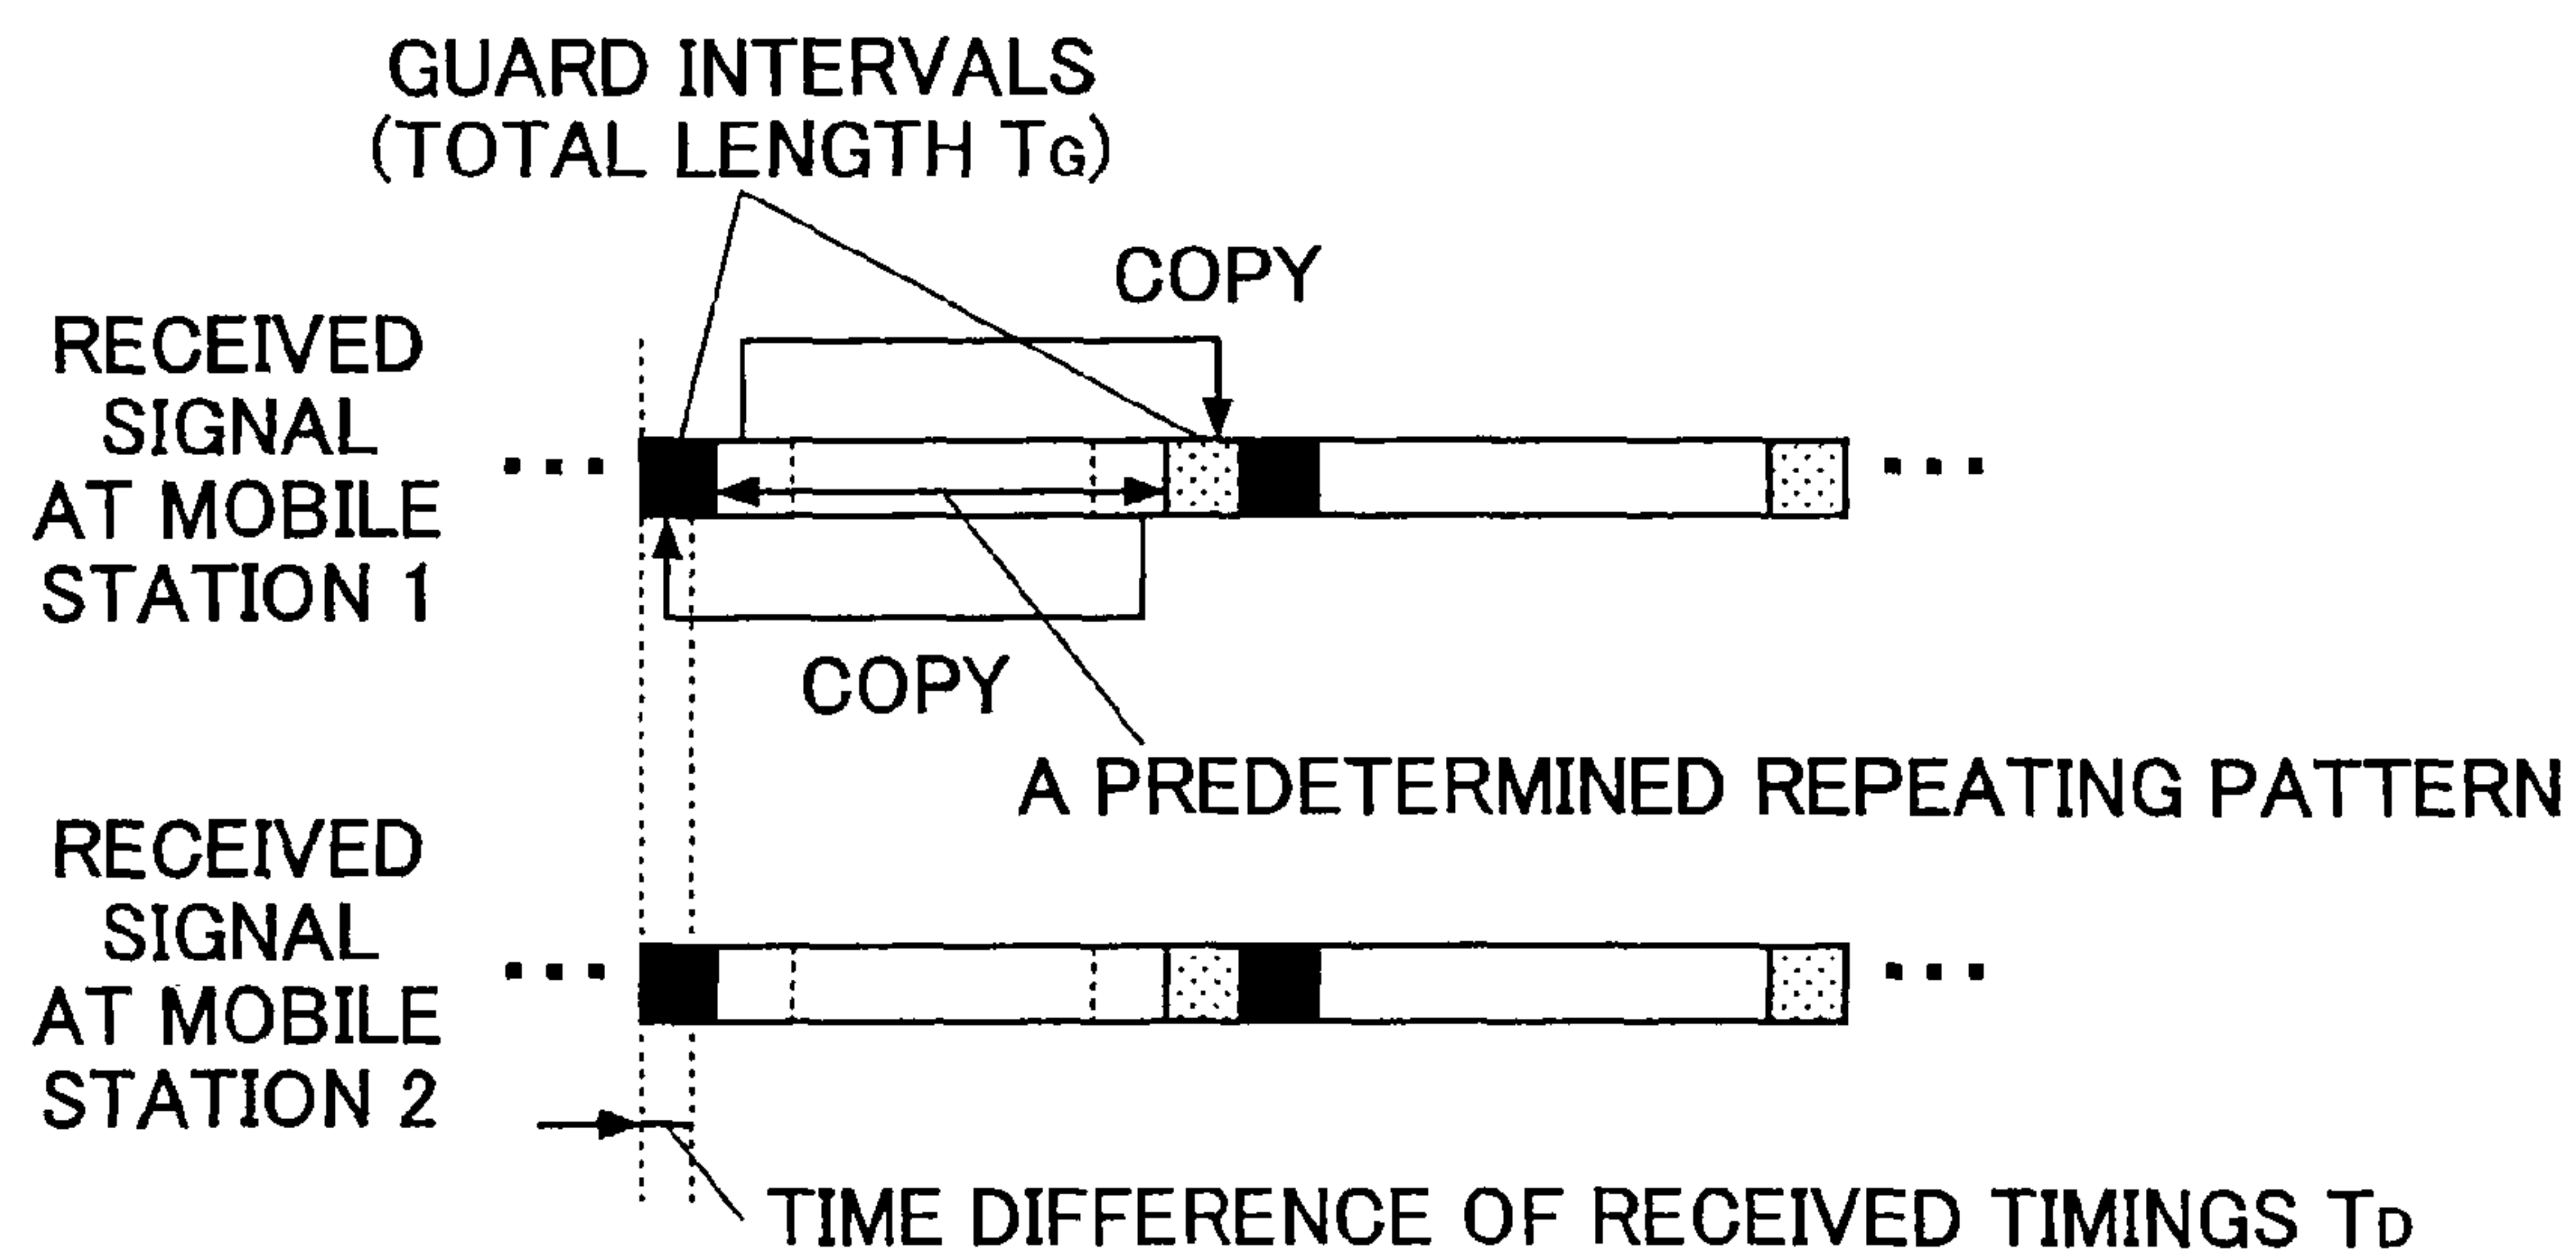 GUARD INTERVALS
(TOTAL LENGTH TG)
COPY
RECEIVED
SIGNAL
AT MOBILE
STATION 1
COPY
A PREDETERMINED REPEATING PATTERN
RECEIVED
SIGNAL
AT MOBILE
STATION 2
TIME DIFFERENCE OF RECEIVED TIMINGS TD